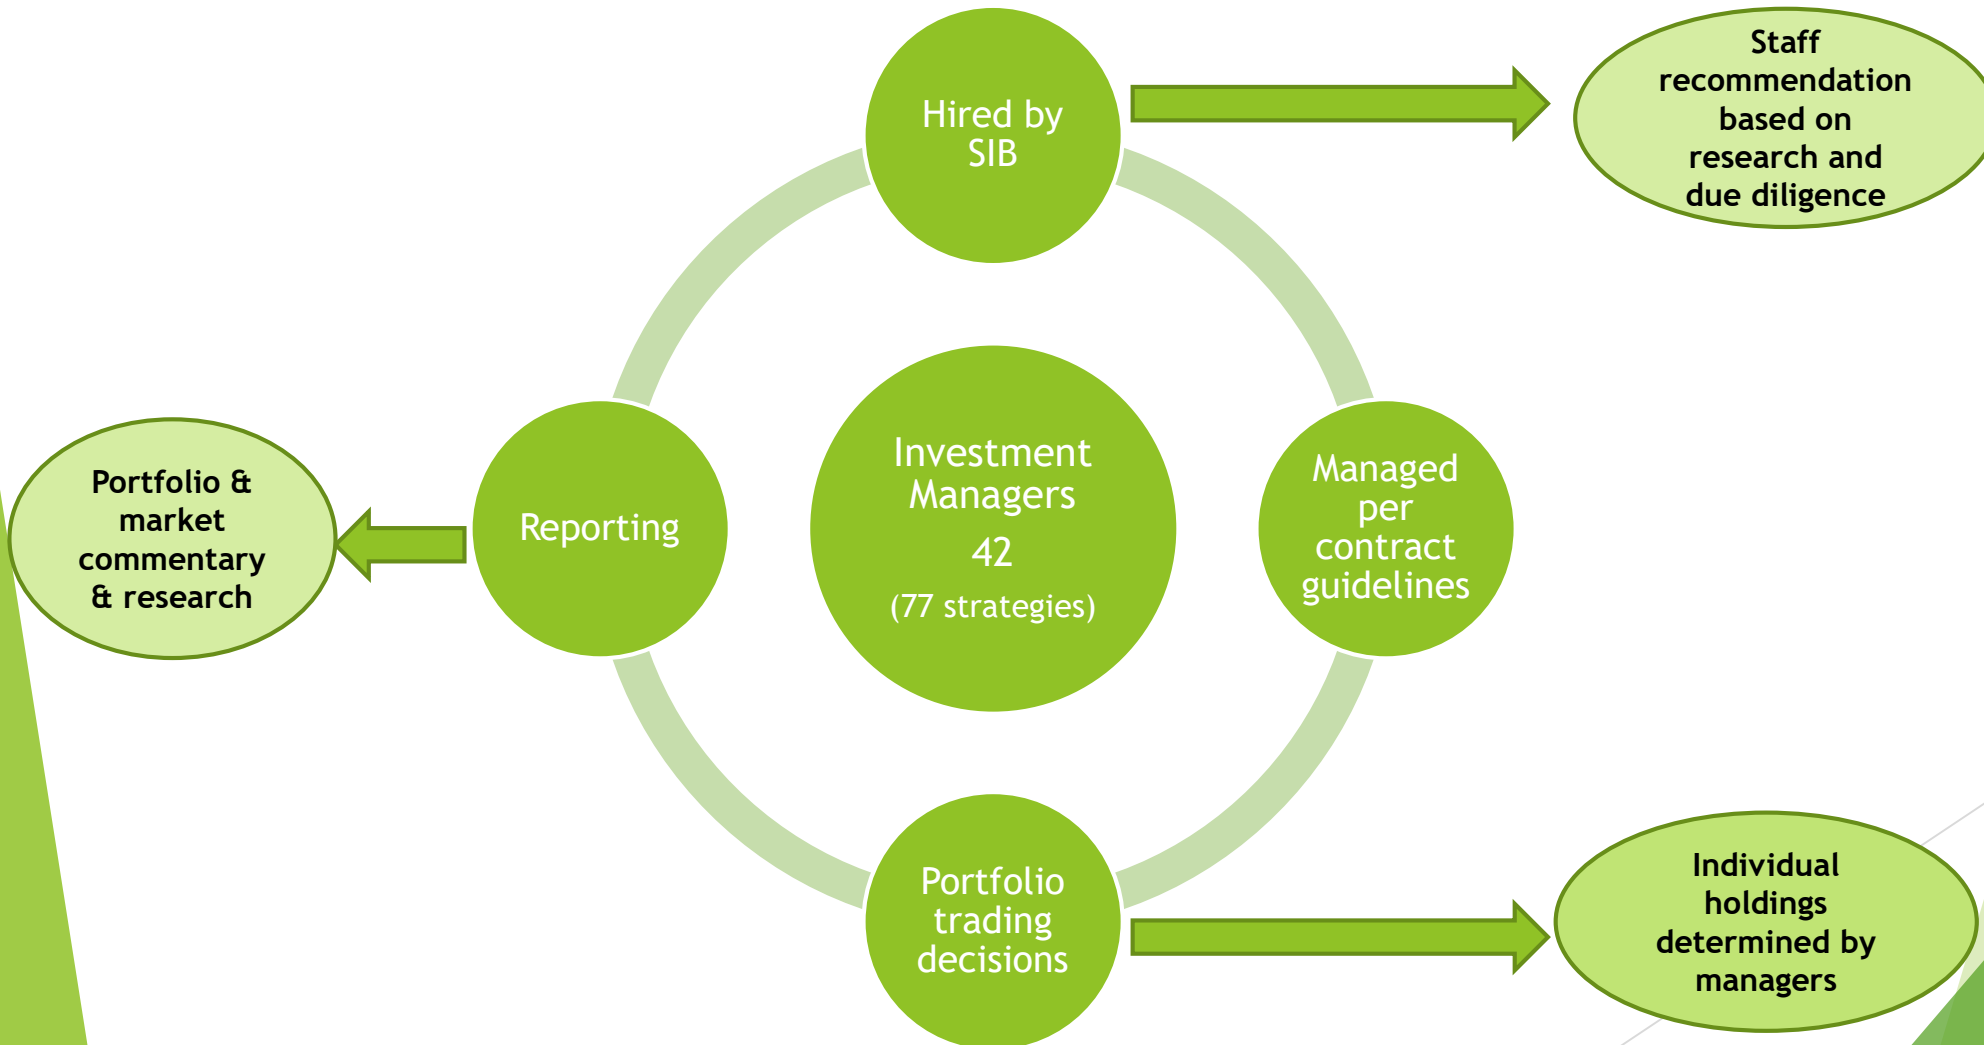 Hired by
SIB
Staff
recommendation
based on
research and
due diligence
Investment
Managers
42
(77 strategies)
Managed
per
contract
guidelines
Reporting
Portfolio &
market
commentary
& research
Portfolio
trading
decisions
Individual
holdings
determined by
managers